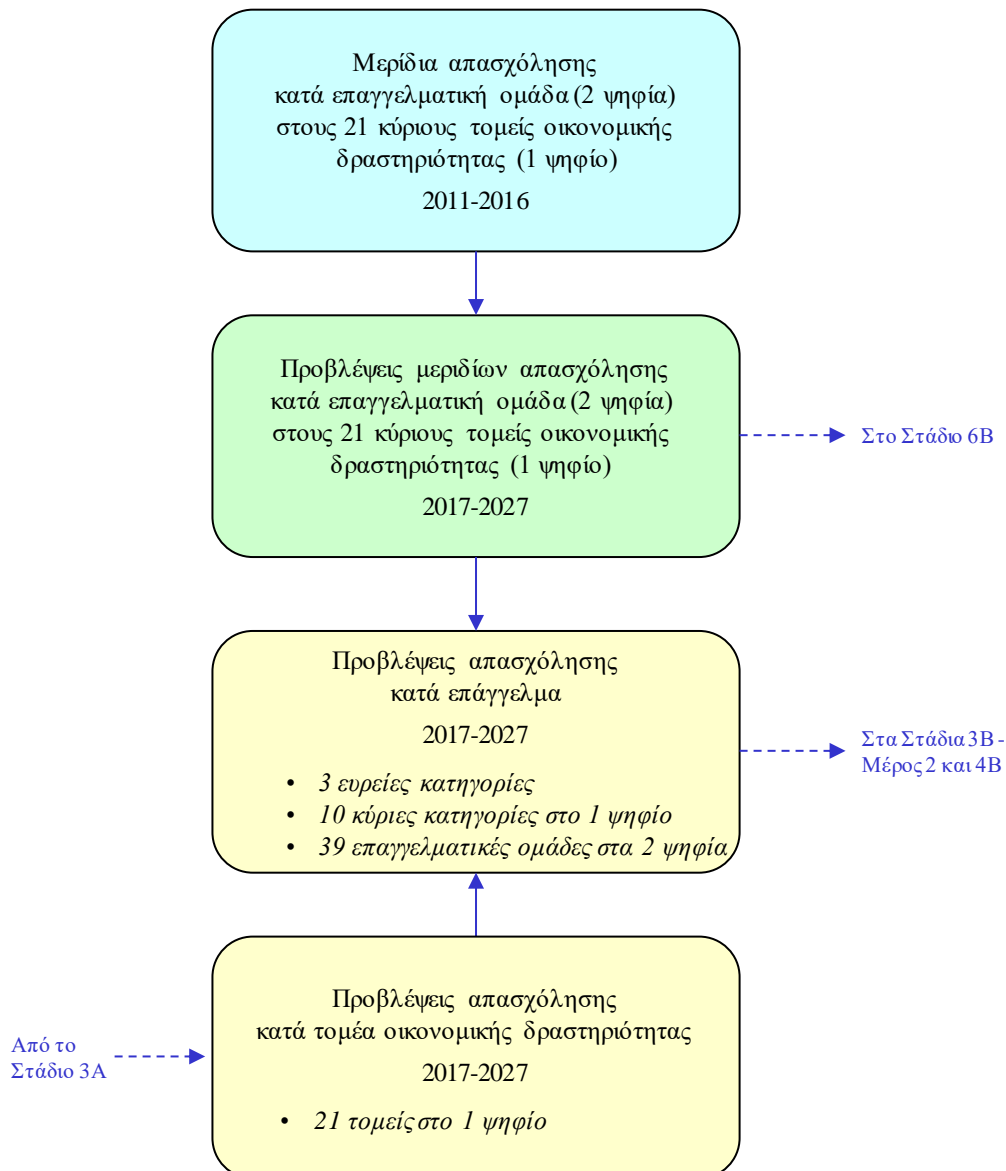 Μερίδια απασχόλησης
κατά επαγγελματική ομάδα (2 ψηφία)
στους 21 κύριους τομείς οικονομικής
δραστηριότητας (1 ψηφίο)
2011-2016
Προβλέψεις μεριδίων απασχόλησης
κατά επαγγελματική ομάδα (2 ψηφία)
στους 21 κύριους τομείς οικονομικής
δραστηριότητας (1 ψηφίο)
2017-2027
Στο Στάδιο 6Β
Προβλέψεις απασχόλησης
κατά επάγγελμα
2017-2027
• 3 ευρείες κατηγορίες
• 10 κύριες κατηγορίες στο 1 ψηφίο
• 39 επαγγελματικές ομάδες στα 2 ψηφία
Στα Στάδια 3Β -
Μέρος 2 και 4Β
Προβλέψεις απασχόλησης
κατά τομέα οικονομικής δραστηριότητας
2017-2027
• 21 τομείς στο 1 ψηφίο
Από το
Στάδιο 3Α